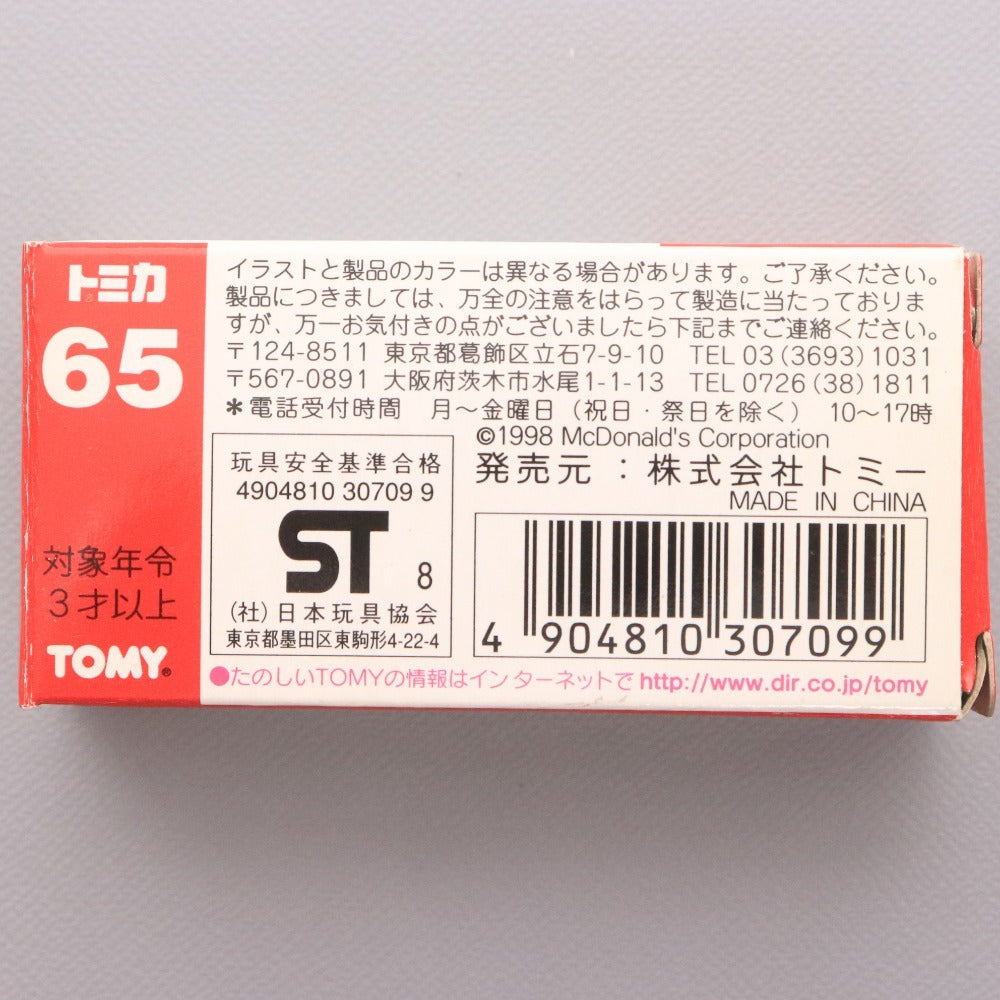 トミカ
65
対象年令
3才以上
TOMY®
イラストと製品のカラーは異なる場合があります。ご了承ください。
製品につきましては、万全の注意をはらって製造に当たっておりま
すが、万一お気付きの点がございましたら下記までご連絡ください。
〒124-8511 東京都葛飾区立石7-9-10 TEL 03(3693)1031
〒567-0891 大阪府茨木市水尾1-1-13 TEL 0726(38)1811
＊電話受付時間 月～金曜日（祝日・祭日を除く） 10～17時
©1998 McDonald's Corporation
発売元：株式会社トミー
MADE IN CHINA
玩具安全基準合格
4904810 30709 9
ST 8
(社)日本玩具協会
東京都墨田区東駒形4-22-4
4 904810 307099
●たのしいTOMYの情報はインターネットで http://www.dir.co.jp/tomy